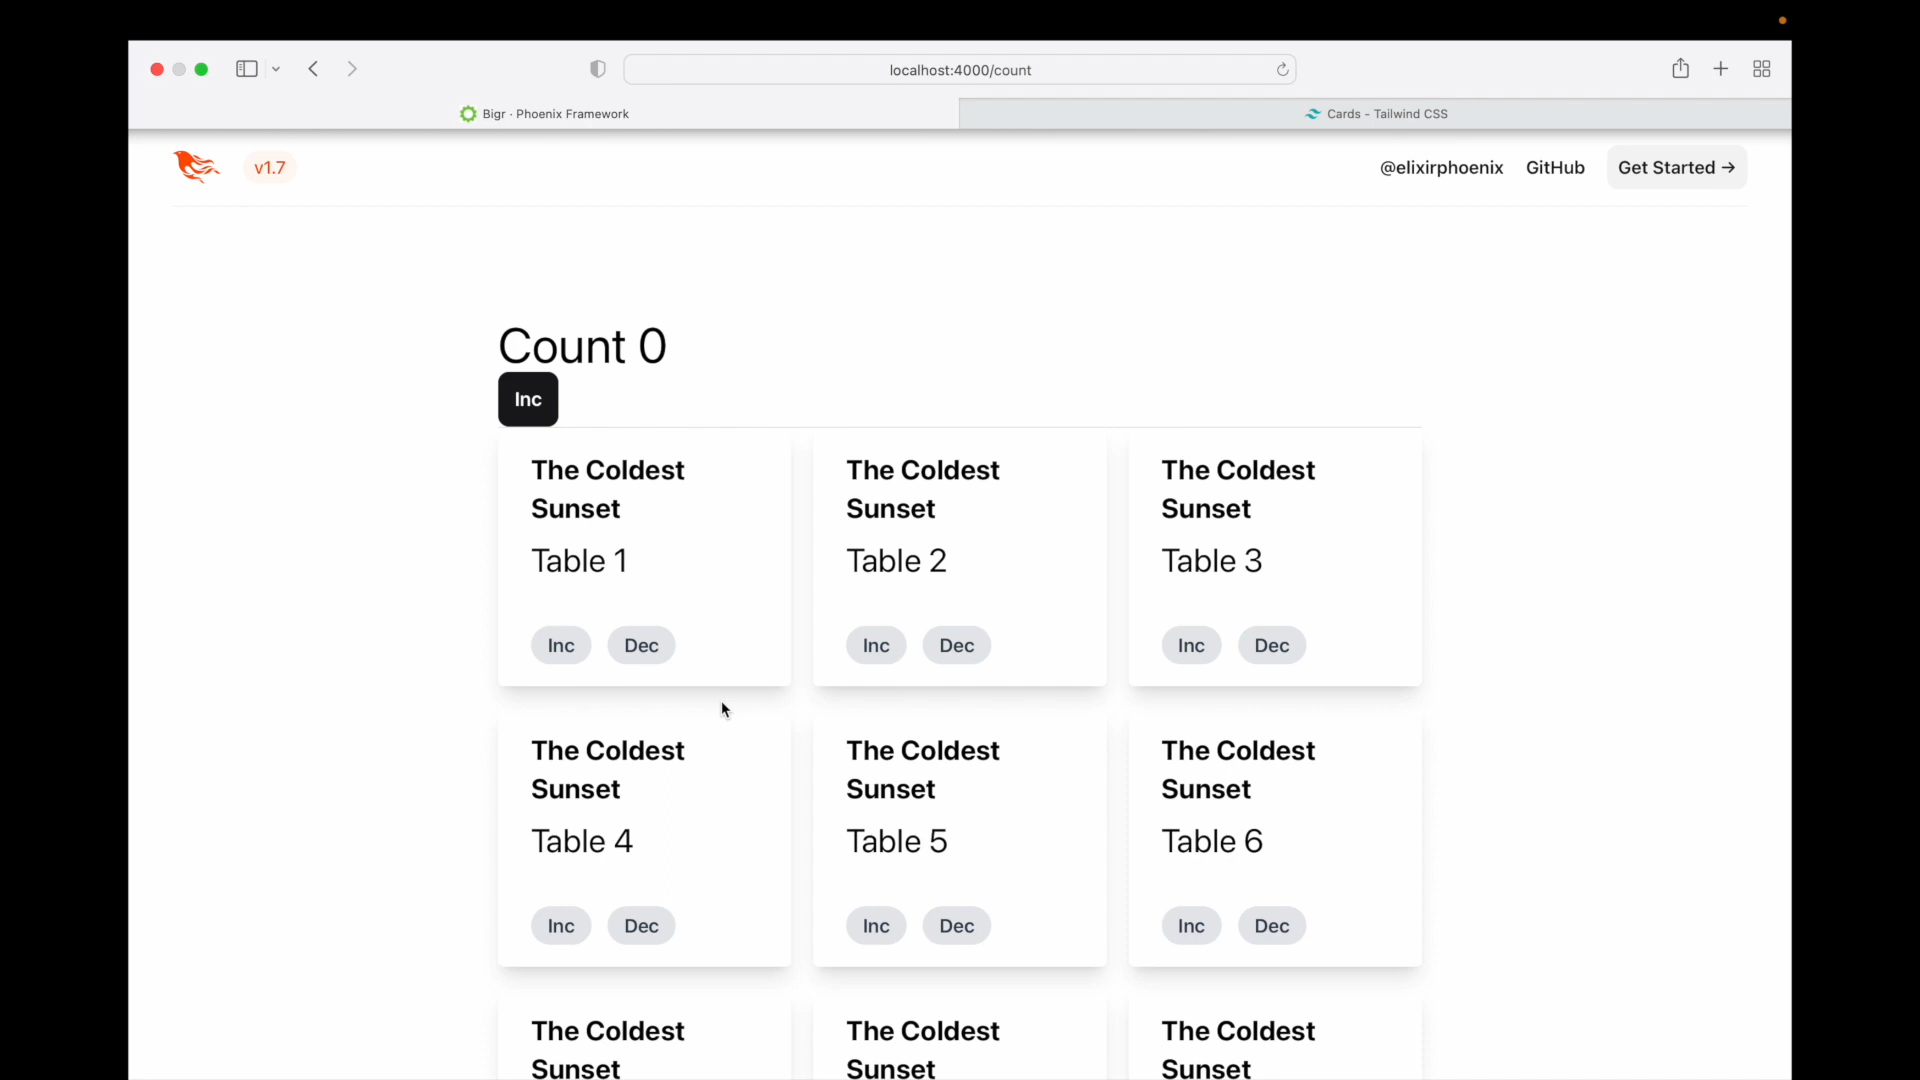 localhost:4000/count
Bigr · Phoenix Framework
Cards - Tailwind CSS
v1.7
@elixirphoenix GitHub Get Started →
Count 0
Inc
The Coldest
Sunset
Table 1
Inc Dec
The Coldest
Sunset
Table 2
Inc Dec
The Coldest
Sunset
Table 3
Inc Dec
The Coldest
Sunset
Table 4
Inc Dec
The Coldest
Sunset
Table 5
Inc Dec
The Coldest
Sunset
Table 6
Inc Dec
The Coldest
Sunset
The Coldest
Sunset
The Coldest
Sunset